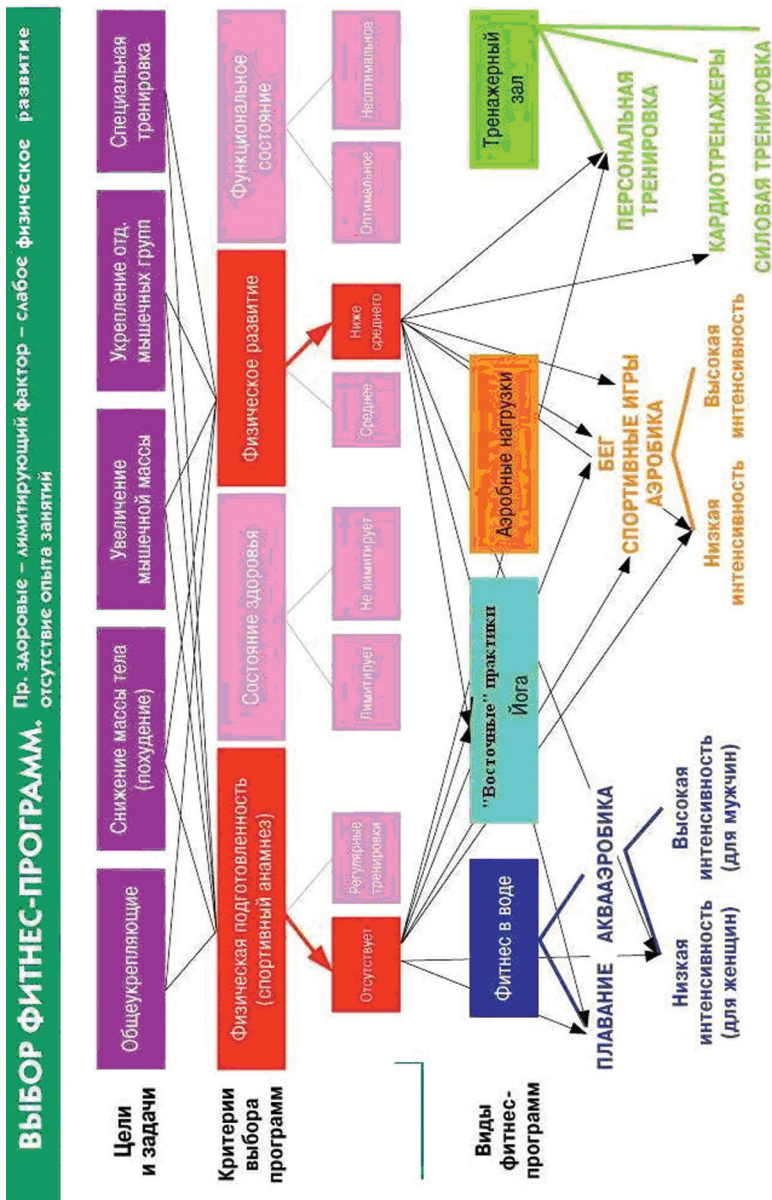 ВЫБОР ФИТНЕС-ПРОГРАММ. Пр. здоровые – лимитирующий фактор – слабое физическое развитие
отсутствие опыта занятий
Цели
и задачи
Общеукрепляющие
Снижение массы тела
(похудение)
Увеличение
мышечной массы
Укрепление отд.
мышечных групп
Специальная
тренировка
Критерии
выбора
программ
Физическая подготовленность
(спортивный анамнез)
Состояние здоровья
Физическое развитие
Функциональное
состояние
Отсутствует
Регулярные
тренировки
Лимитирует
Не лимитирует
Среднее
Ниже
среднего
Оптимальное
Неоптимальное
Виды
фитнес-
программ
Фитнес в воде
"Восточные" практики
Йога
Аэробные нагрузки
Тренажерный
зал
ПЛАВАНИЕ АКВААЭРОБИКА
Низкая
интенсивность
(для женщин)
Высокая
интенсивность
(для мужчин)
БЕГ
СПОРТИВНЫЕ ИГРЫ
АЭРОБИКА
Низкая
интенсивность
Высокая
интенсивность
ПЕРСОНАЛЬНАЯ
ТРЕНИРОВКА
КАРДИОТРЕНАЖЕРЫ
СИЛОВАЯ ТРЕНИРОВКА